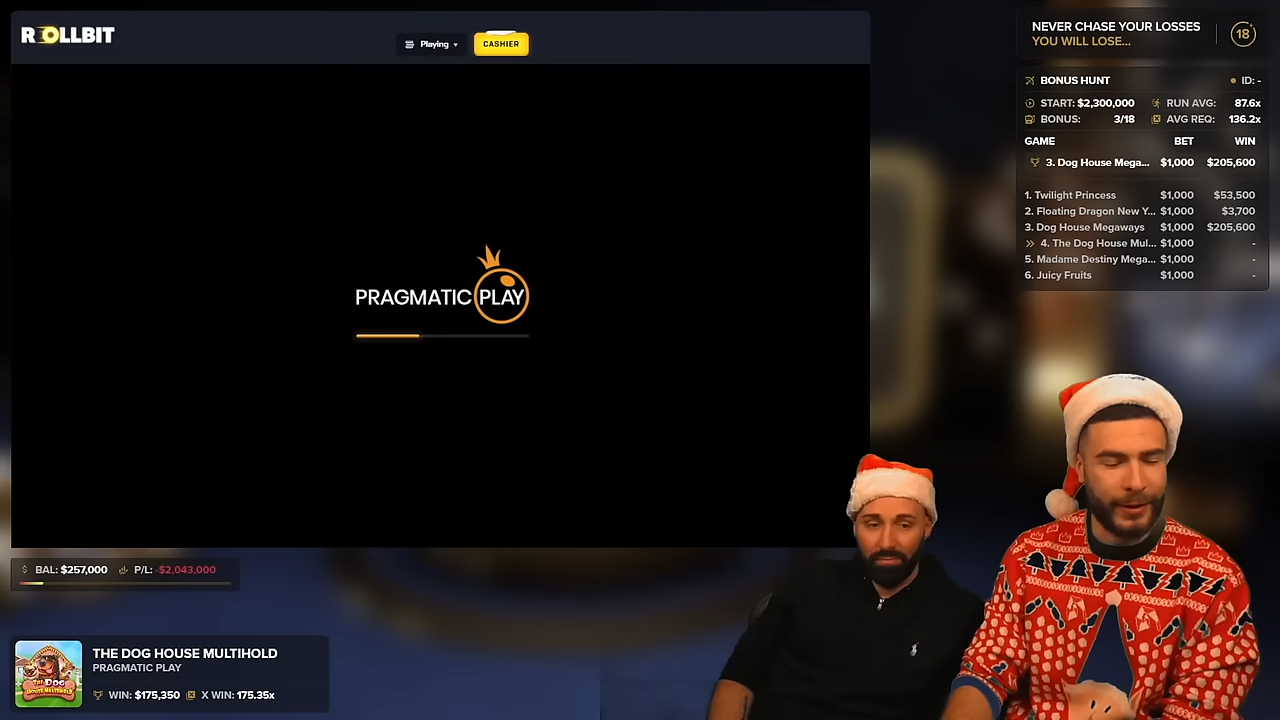 ROLLBIT
Playing
CASHIER
NEVER CHASE YOUR LOSSES
YOU WILL LOSE...
18
BONUS HUNT
ID: -
START: $2,300,000
RUN AVG: 87.6x
BONUS: 3/18
AVG REQ: 136.2x
GAME BET WIN
3. Dog House Mega... $1,000 $205,600
1. Twilight Princess $1,000 $53,500
2. Floating Dragon New Y... $1,000 $3,700
3. Dog House Megaways $1,000 $205,600
4. The Dog House Mul... $1,000 -
5. Madame Destiny Mega... $1,000 -
6. Juicy Fruits $1,000 -
PRAGMATIC PLAY
BAL: $257,000 P/L: -$2,043,000
THE DOG HOUSE MULTIHOLD
PRAGMATIC PLAY
WIN: $175,350 X WIN: 175.35x
THE DOG HOUSE MULTIHOLD